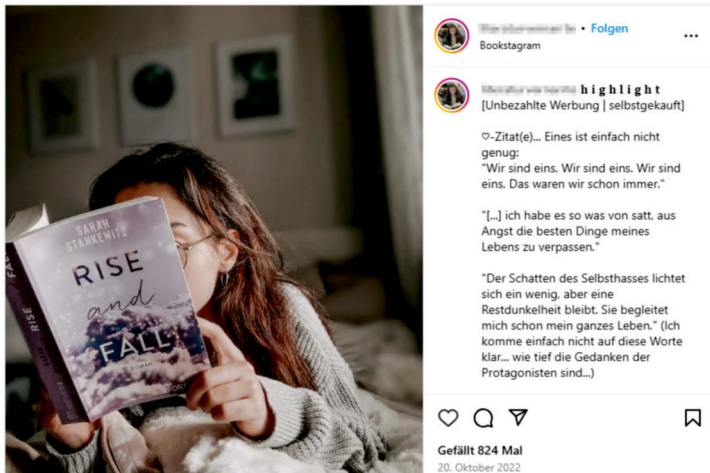 SARAH
STANKEWITZ
RISE
and
FALL
ROMAN
RISE
FALL
• Folgen
Bookstagram
highlight
[Unbezahlte Werbung | selbstgekauft]
♡-Zitat(e)... Eines ist einfach nicht
genug:
"Wir sind eins. Wir sind eins. Wir sind
eins. Das waren wir schon immer."
"[...] ich habe es so was von satt, aus
Angst die besten Dinge meines
Lebens zu verpassen."
"Der Schatten des Selbsthasses lichtet
sich ein wenig, aber eine
Restdunkelheit bleibt. Sie begleitet
mich schon mein ganzes Leben." (Ich
komme einfach nicht auf diese Worte
klar... wie tief die Gedanken der
Protagonisten sind...)
Gefällt 824 Mal
20. Oktober 2022